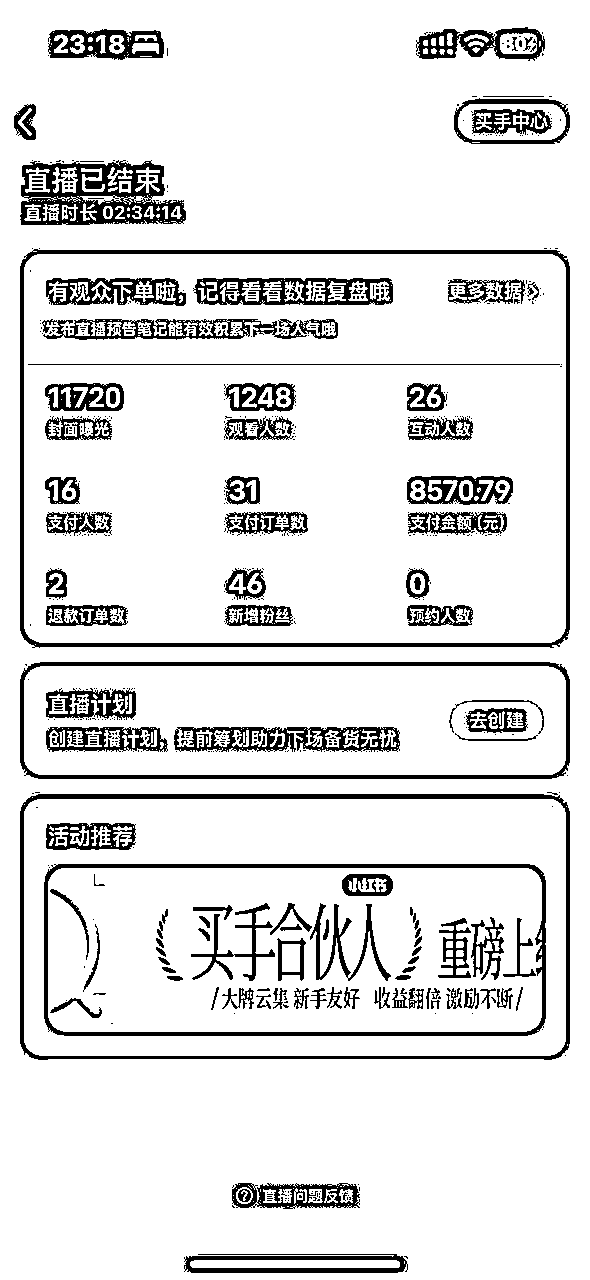 23:18 80
买手中心
直播已结束
直播时长 02:34:14
有观众下单啦，记得看看数据复盘哦 更多数据
发布直播预告笔记能有效积累下一场人气哦
11720 1248 26
封面曝光 观看人数 互动人数
16 31 8570.79
支付人数 支付订单数 支付金额（元）
2 46 0
退款订单数 新增粉丝 预约人数
直播计划
创建直播计划，提前筹划助力下场备货无忧
去创建
活动推荐
小红书
买手合伙人 重磅上线
/大牌云集 新手友好 收益翻倍 激励不断/
直播问题反馈